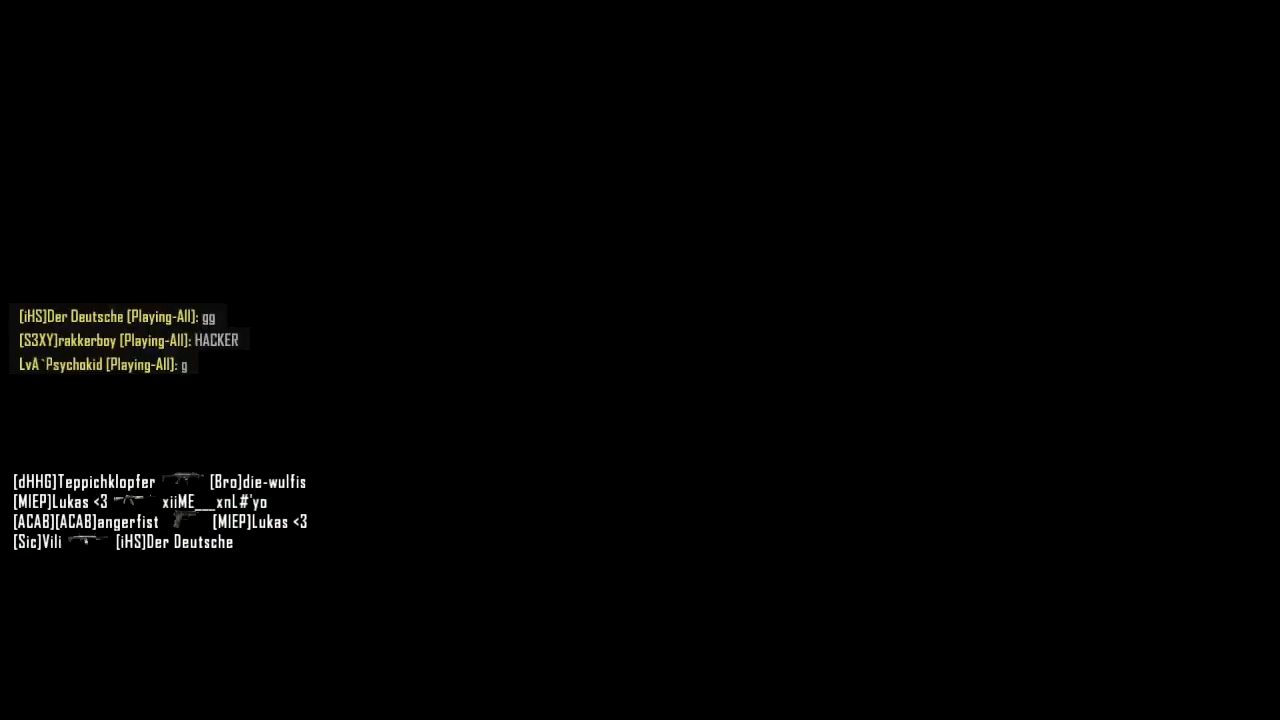 [iHS]Der Deutsche [Playing-All]: gg
[S3XY]rakkerboy [Playing-All]: HACKER
LvA`Psychokid [Playing-All]: g
[dHHG]Teppichklopfer [Bro]die-wulfis
[MIEP]Lukas <3 xiiME___xnL#'yo
[ACAB][ACAB]angerfist [MIEP]Lukas <3
[Sic]Vili [iHS]Der Deutsche